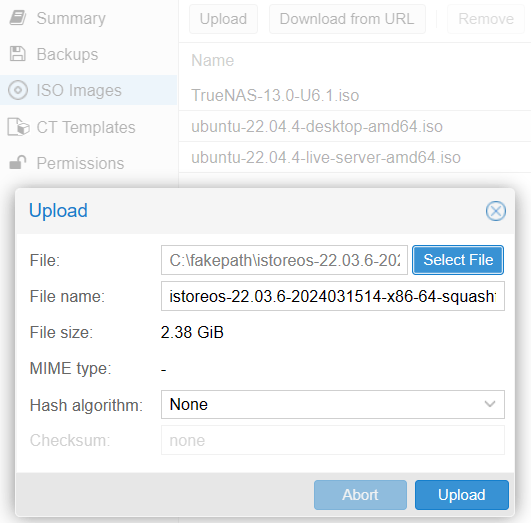 Summary
Backups
ISO Images
CT Templates
Permissions
Upload
Download from URL
Remove
Name
TrueNAS-13.0-U6.1.iso
ubuntu-22.04.4-desktop-amd64.iso
ubuntu-22.04.4-live-server-amd64.iso
Upload
File:
C:\fakepath\istoreos-22.03.6-202
Select File
File name:
istoreos-22.03.6-2024031514-x86-64-squash
File size:
2.38 GiB
MIME type:
-
Hash algorithm:
None
Checksum:
none
Abort
Upload